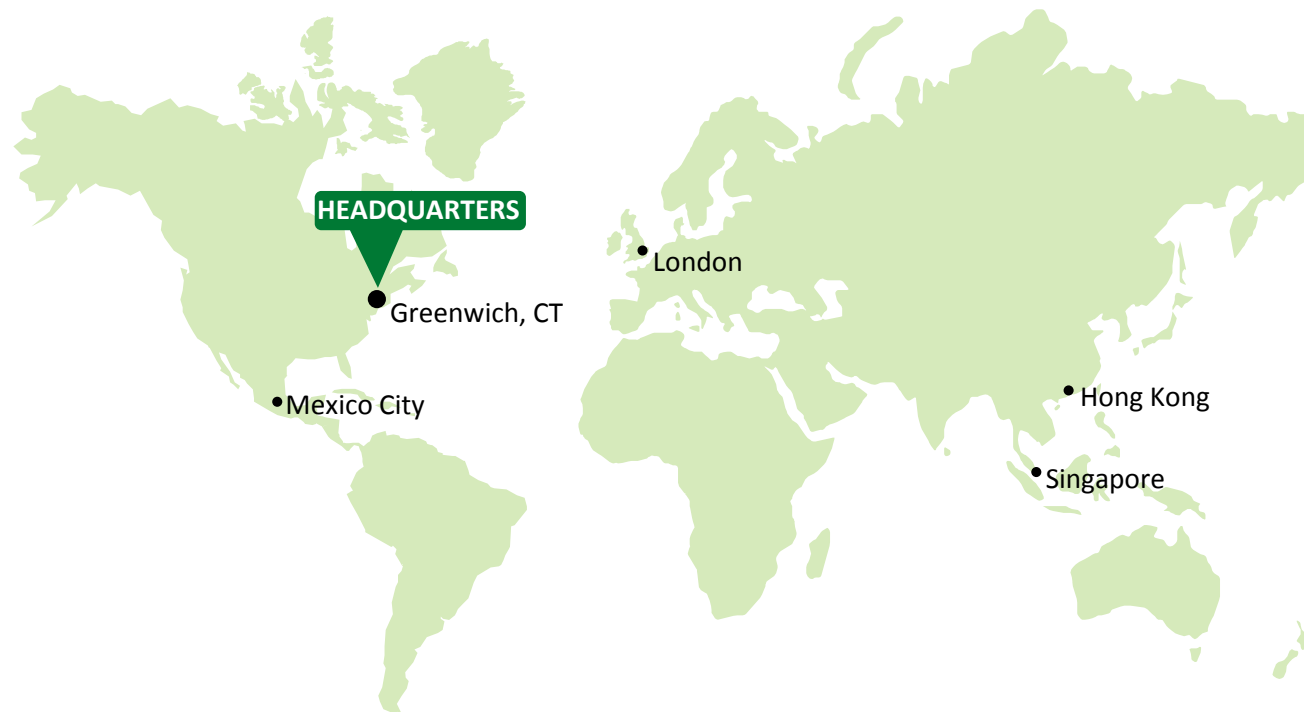 HEADQUARTERS
London
Greenwich, CT
Hong Kong
Mexico City
Singapore